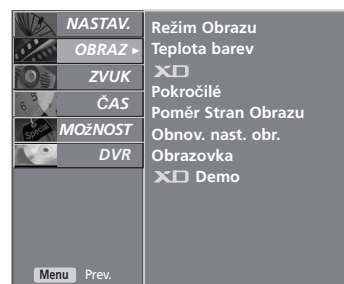 NASTAV.
OBRAZ ►
ZVUK
ČAS
MOžNOST
DVR
Menu Prev.
Režim Obrazu
Teplota barev
XD
Pokročilé
Poměr Stran Obrazu
Obnov. nast. obr.
Obrazovka
XD Demo